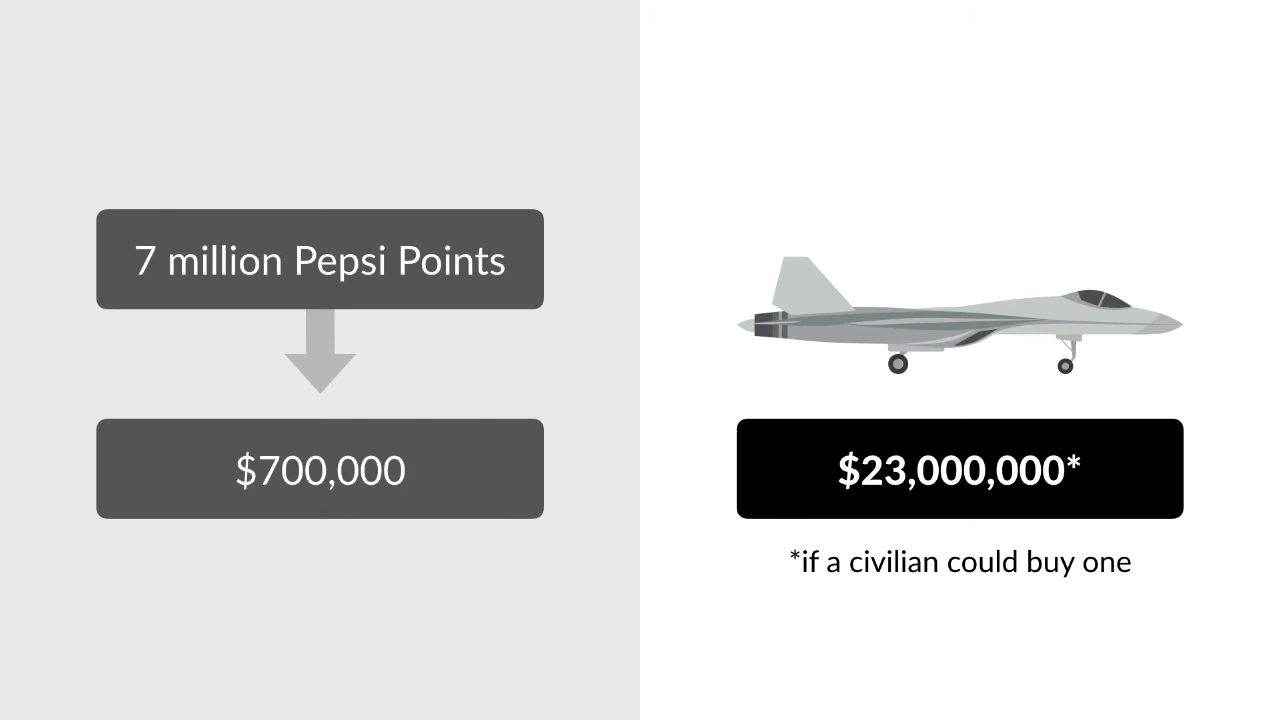 7 million Pepsi Points
$700,000
$23,000,000*
*if a civilian could buy one